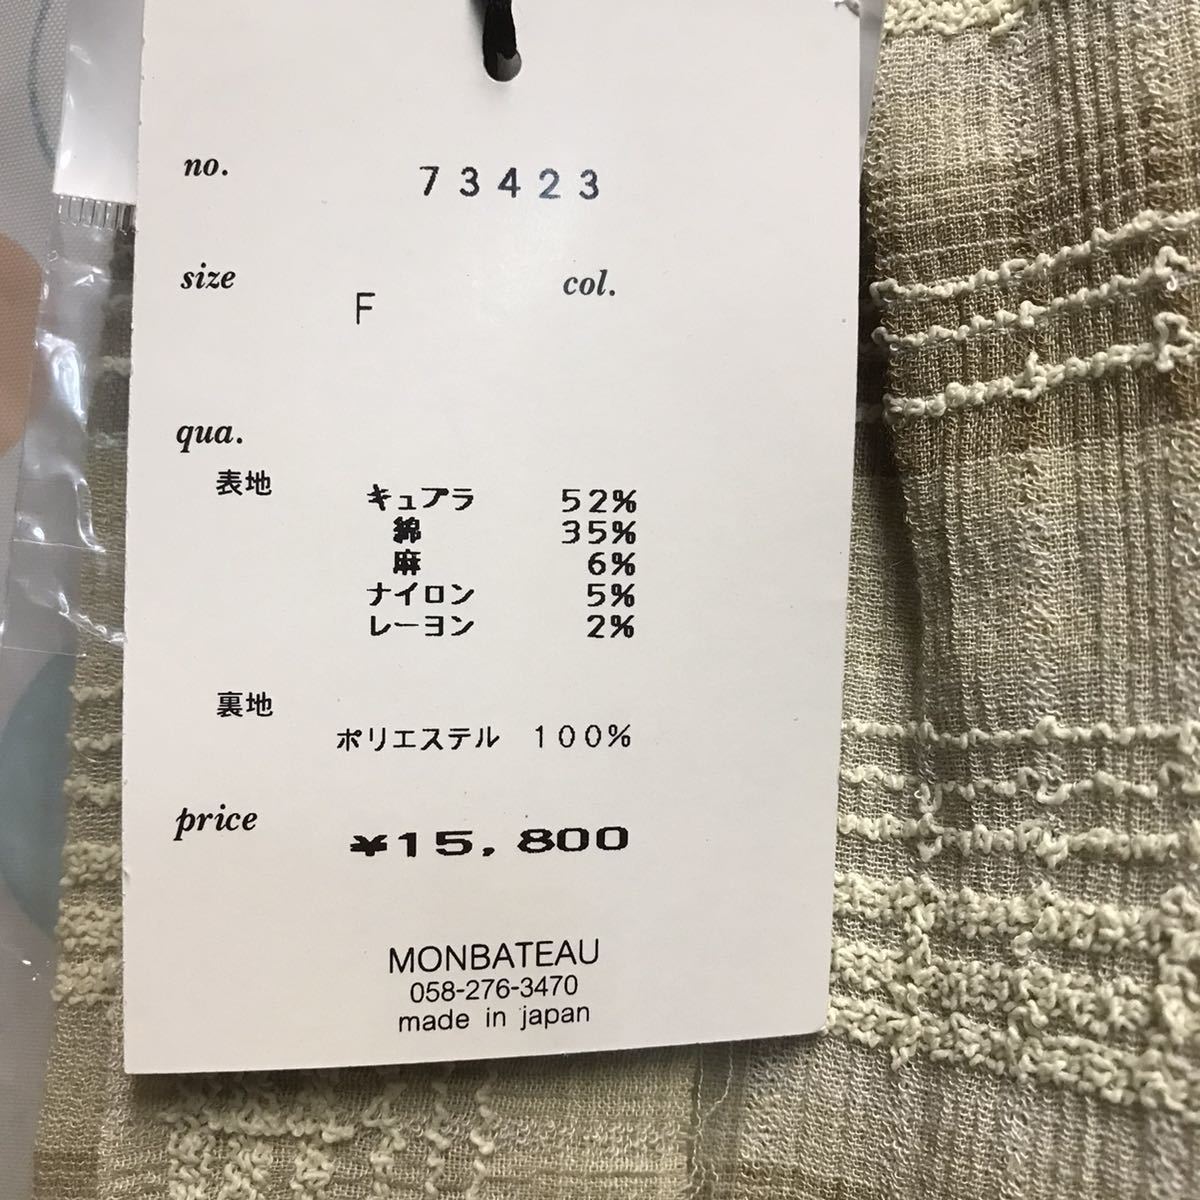 no. 73423
size F col.
qua.
表地
キュプラ 52%
綿 35%
麻 6%
ナイロン 5%
レーヨン 2%
裏地
ポリエステル 100%
price ¥15,800
MONBATEAU
058-276-3470
made in japan